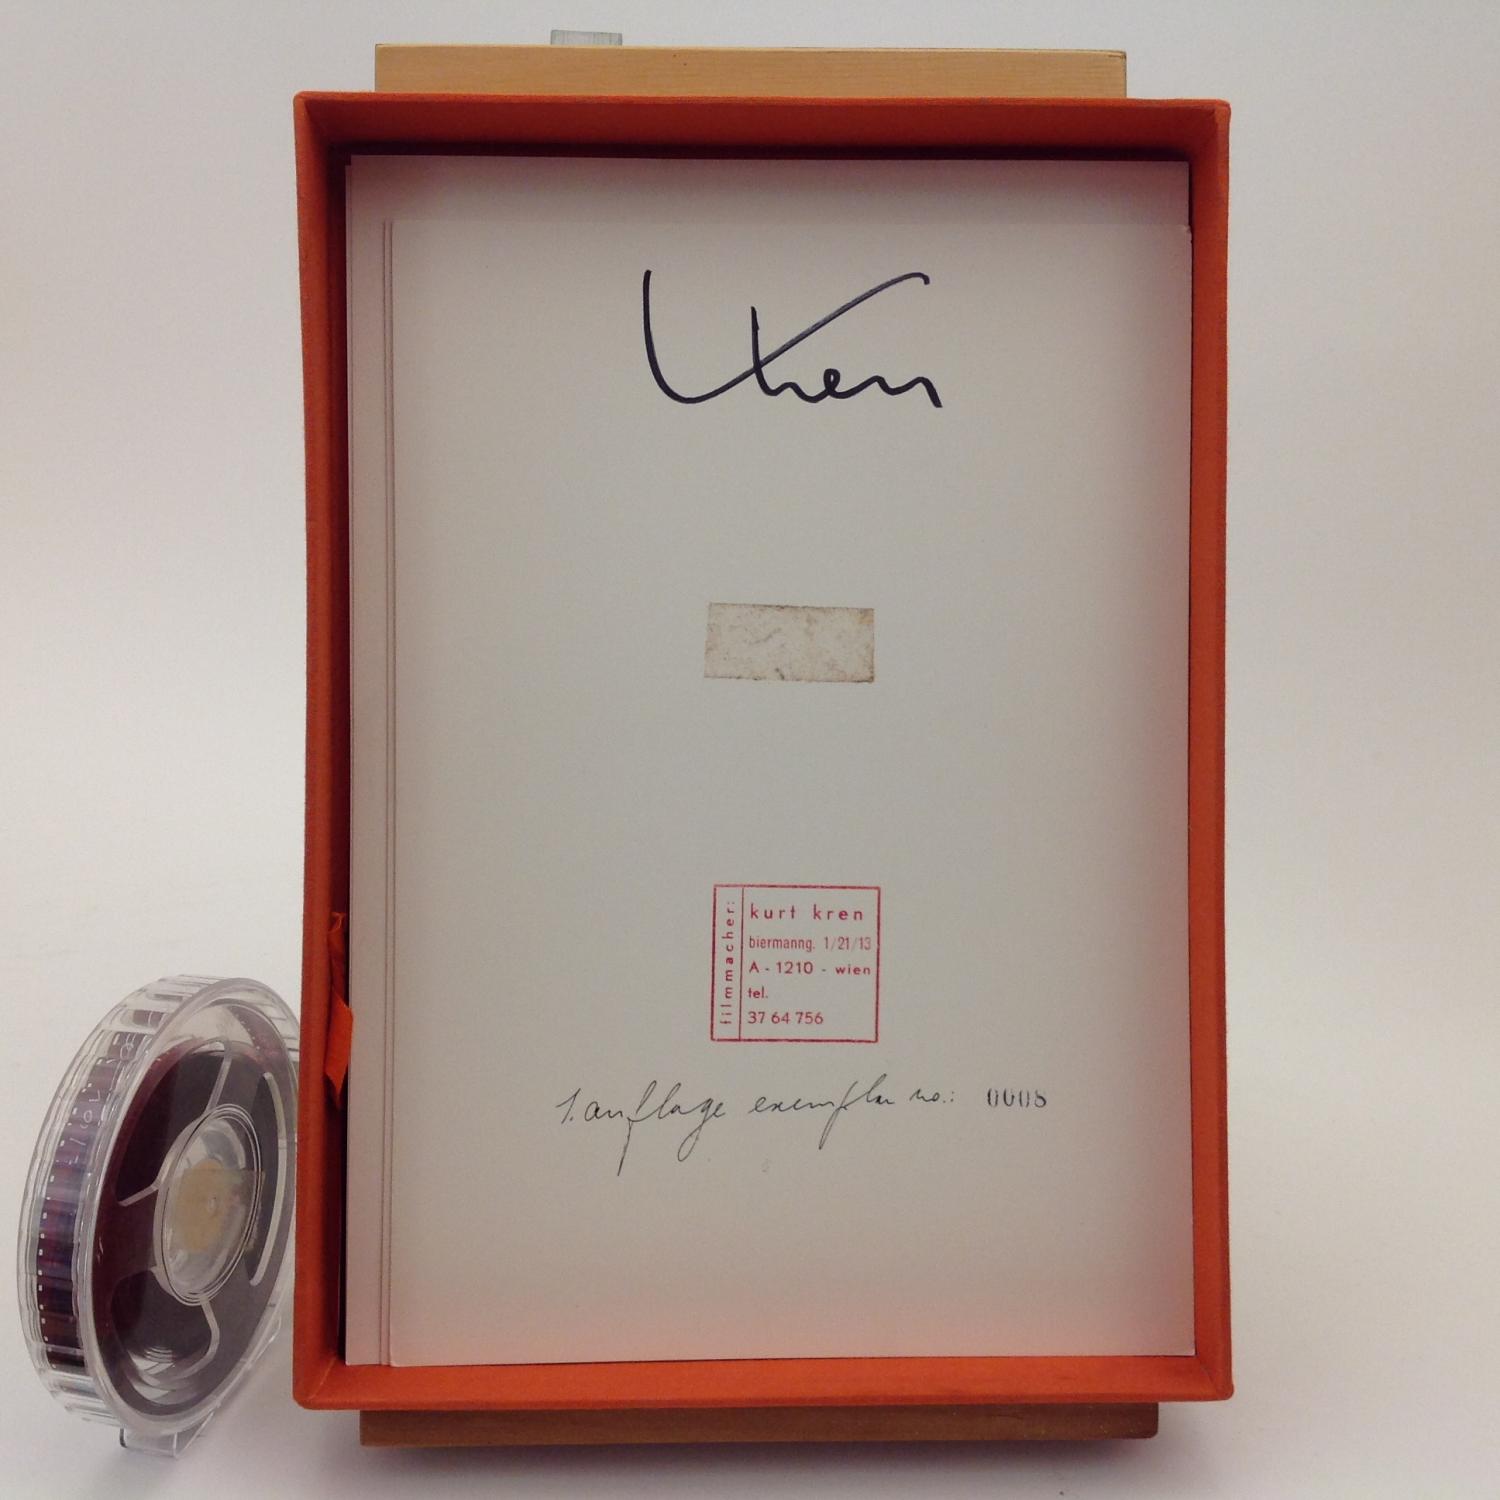 Kren
filmmacher:
kurt kren
biermanng. 1/21/13
A - 1210 - wien
tel.
37 64 756
1. auflage exemplar no.: 0008